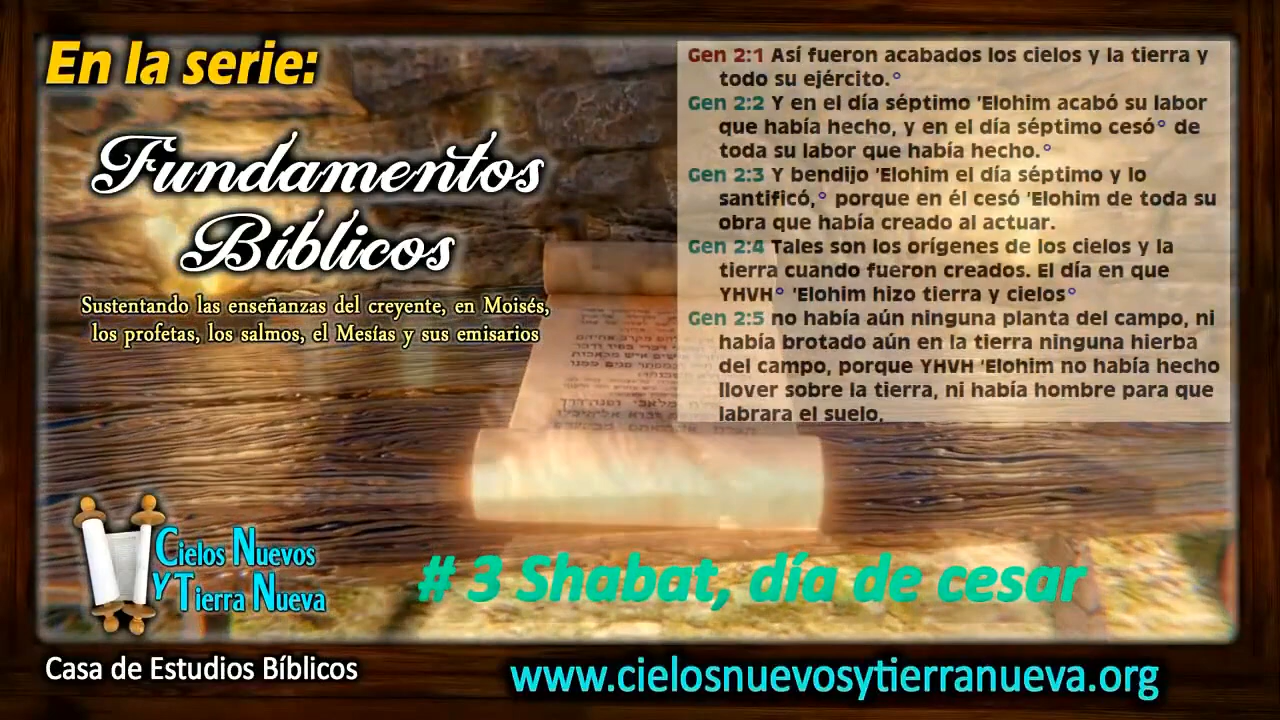 En la serie:
Fundamentos
Bíblicos
Sustentando las enseñanzas del creyente, en Moisés,
los profetas, los salmos, el Mesías y sus emisarios
Gen 2:1 Así fueron acabados los cielos y la tierra y
todo su ejército.°
Gen 2:2 Y en el día séptimo 'Elohim acabó su labor
que había hecho, y en el día séptimo cesó° de
toda su labor que había hecho.°
Gen 2:3 Y bendijo 'Elohim el día séptimo y lo
santificó,° porque en él cesó 'Elohim de toda su
obra que había creado al actuar.
Gen 2:4 Tales son los orígenes de los cielos y la
tierra cuando fueron creados. El día en que
YHVH° 'Elohim hizo tierra y cielos°
Gen 2:5 no había aún ninguna planta del campo, ni
había brotado aún en la tierra ninguna hierba
del campo, porque YHVH 'Elohim no había hecho
llover sobre la tierra, ni había hombre para que
labrara el suelo,
Cielos Nuevos
Y Tierra Nueva
# 3 Shabat, día de cesar
Casa de Estudios Bíblicos
www.cielosnuevosytierranueva.org